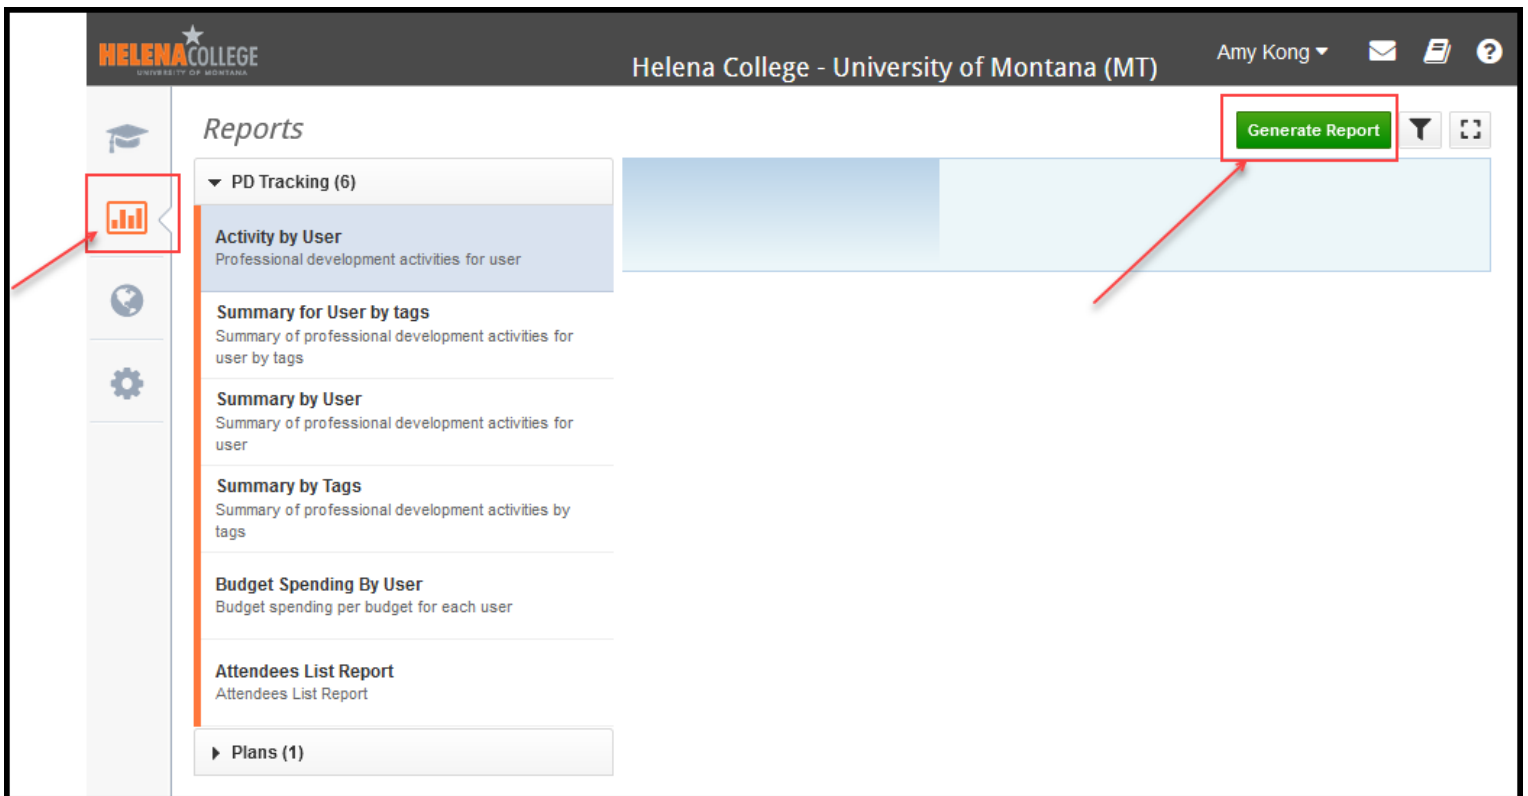 HELENA COLLEGE
UNIVERSITY OF MONTANA
Helena College - University of Montana (MT)
Amy Kong
Reports
Generate Report
PD Tracking (6)
Activity by User
Professional development activities for user
Summary for User by tags
Summary of professional development activities for
user by tags
Summary by User
Summary of professional development activities for
user
Summary by Tags
Summary of professional development activities by
tags
Budget Spending By User
Budget spending per budget for each user
Attendees List Report
Attendees List Report
Plans (1)